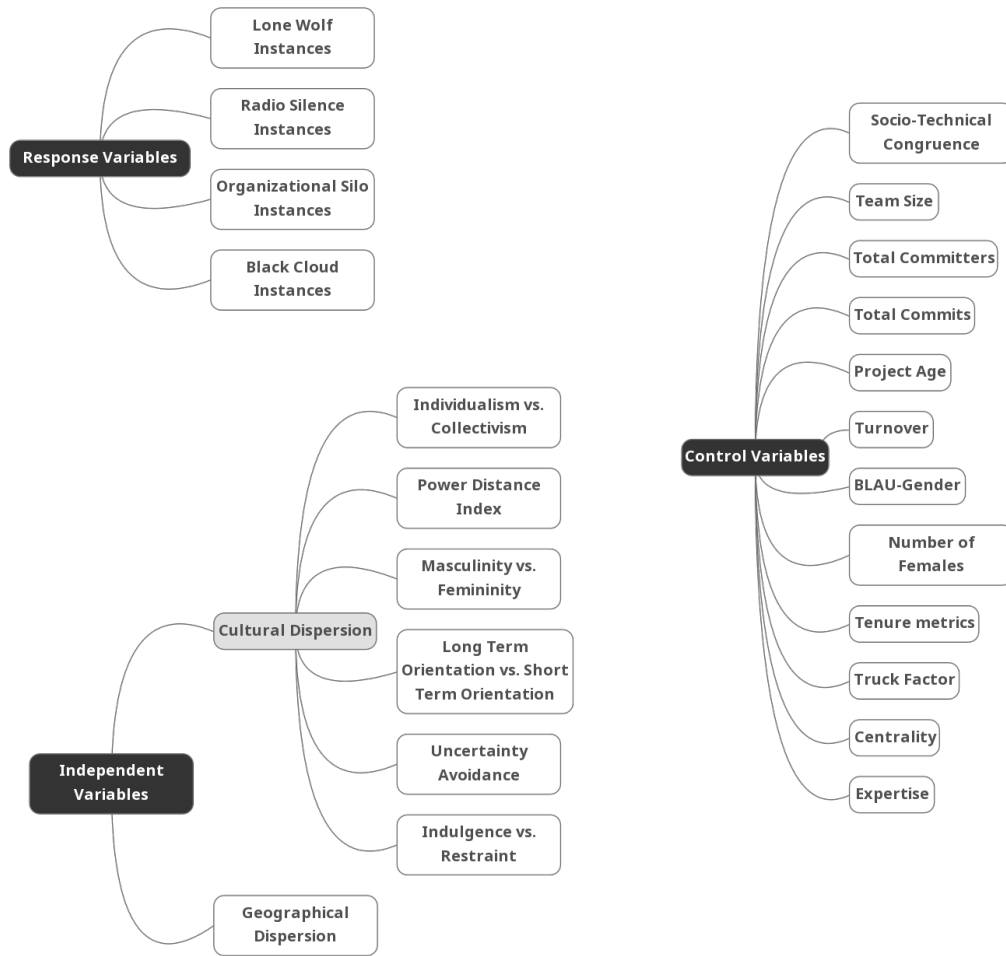 Response Variables
Lone Wolf
Instances
Radio Silence
Instances
Organizational Silo
Instances
Black Cloud
Instances
Independent
Variables
Cultural Dispersion
Individualism vs.
Collectivism
Power Distance
Index
Masculinity vs.
Femininity
Long Term
Orientation vs. Short
Term Orientation
Uncertainty
Avoidance
Indulgence vs.
Restraint
Geographical
Dispersion
Control Variables
Socio-Technical
Congruence
Team Size
Total Committers
Total Commits
Project Age
Turnover
BLAU-Gender
Number of
Females
Tenure metrics
Truck Factor
Centrality
Expertise